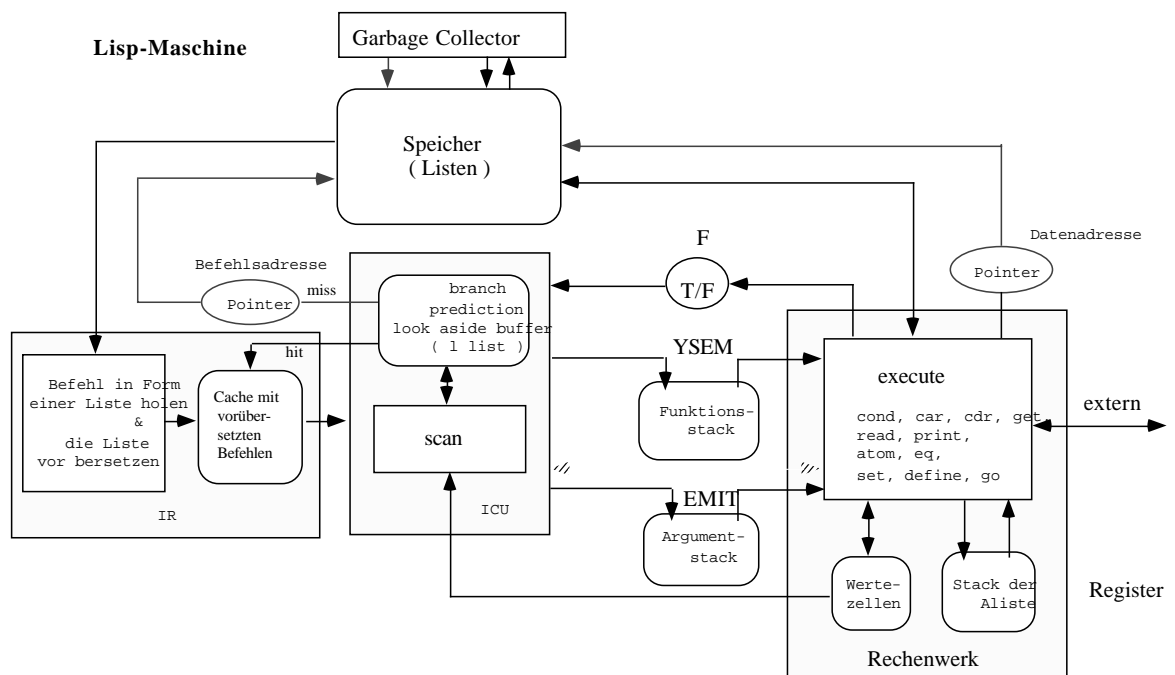 Lisp-Maschine
Garbage Collector
Speicher
( Listen )
F
T/F
Datenadresse
Pointer
Befehlsadresse
Pointer
miss
branch
prediction
look aside buffer
( l list )
hit
Befehl in Form
einer Liste holen
&
die Liste
vor bersetzen
Cache mit
vorüber-
setzten
Befehlen
IR
scan
ICU
YSEM
Funktions-
stack
EMIT
Argument-
stack
execute
cond, car, cdr, get,
read, print,
atom, eq,
set, define, go
extern
Werte-
zellen
Stack der
Aliste
Register
Rechenwerk